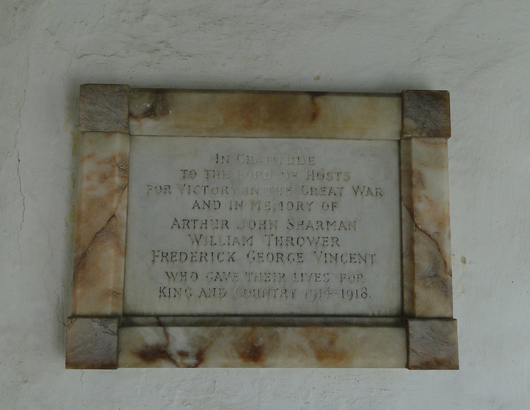 IN GRATITUDE
TO THE LORD OF HOSTS
FOR VICTORY IN THE GREAT WAR
AND IN MEMORY OF
ARTHUR JOHN SHARMAN
WILLIAM THROWER
FREDERICK GEORGE VINCENT
WHO GAVE THEIR LIVES FOR
KING AND COUNTRY 1914-1918.